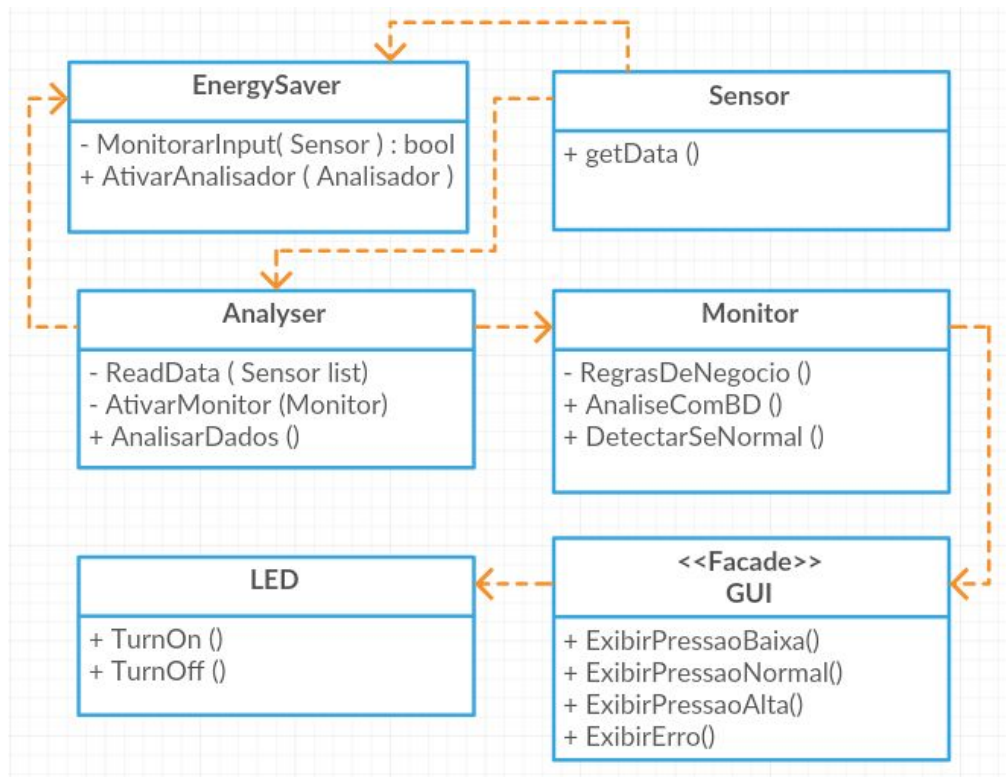 EnergySaver
- MonitorarInput( Sensor ) : bool
+ AtivarAnalisador ( Analisador )
Sensor
+ getData ()
Analyser
- ReadData ( Sensor list)
- AtivarMonitor (Monitor)
+ AnalisarDados ()
Monitor
- RegrasDeNegocio ()
+ AnaliseComBD ()
+ DetectarSeNormal ()
LED
+ TurnOn ()
+ TurnOff ()
<<Facade>>
GUI
+ ExibirPressaoBaixa()
+ ExibirPressaoNormal()
+ ExibirPressaoAlta()
+ ExibirErro()